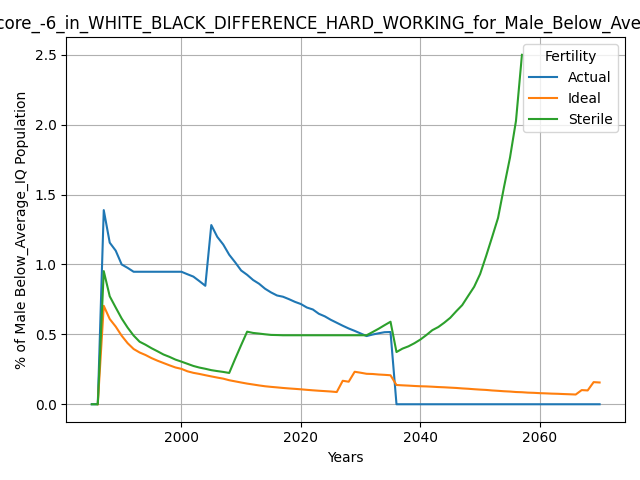 core_-6_in_WHITE_BLACK_DIFFERENCE_HARD_WORKING_for_Male_Below_Ave
Fertility
Actual
Ideal
Sterile
% of Male Below_Average_IQ Population
2.5
2.0
1.5
1.0
0.5
0.0
2000
2020
2040
2060
Years